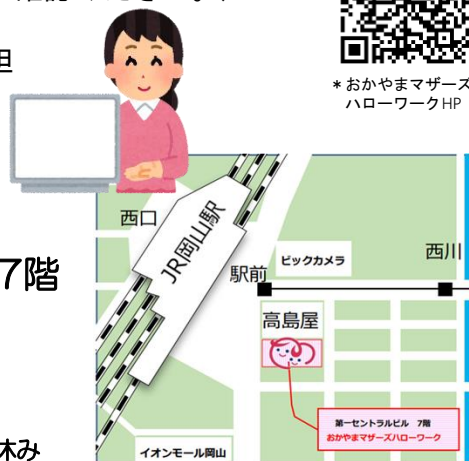 担
*おかやまマザーズ
ハローワークHP
西口
JR岡山駅
7階
駅前
ビックカメラ
西川
高島屋
第一セントラルビル 7階
おかやまマザーズハローワーク
休み
イオンモール岡山